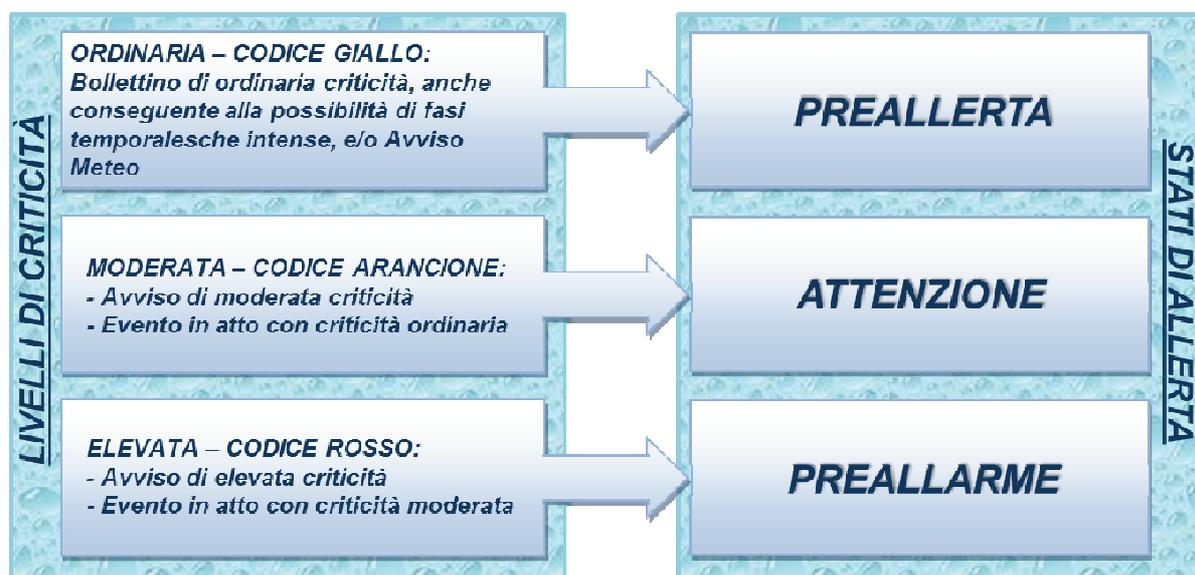 LIVELLI DI CRITICITÀ
ORDINARIA – CODICE GIALLO:
Bollettino di ordinaria criticità, anche
conseguente alla possibilità di fasi
temporalesche intense, e/o Avviso
Meteo
PREALLERTA
MODERATA – CODICE ARANCIONE:
- Avviso di moderata criticità
- Evento in atto con criticità ordinaria
ATTENZIONE
ELEVATA – CODICE ROSSO:
- Avviso di elevata criticità
- Evento in atto con criticità moderata
PREALLARME
STATI DI ALLERTA